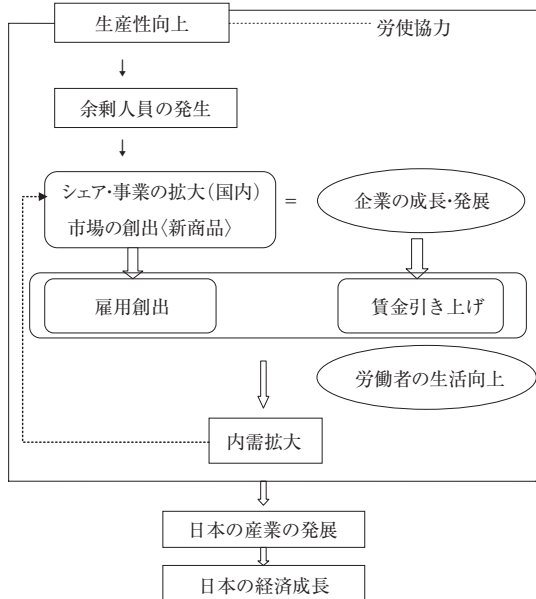 生産性向上
労使協力
余剰人員の発生
シェア・事業の拡大(国内)
市場の創出〈新商品〉
=
企業の成長・発展
雇用創出
賃金引き上げ
労働者の生活向上
内需拡大
日本の産業の発展
日本の経済成長